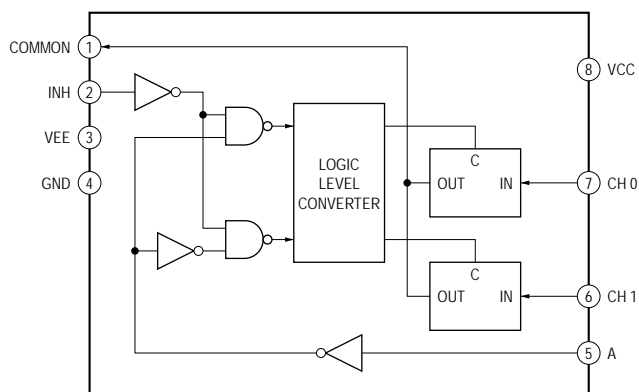 COMMON 1
INH 2
VEE 3
GND 4
8 VCC
7 CH 0
6 CH 1
5 A
LOGIC
LEVEL
CONVERTER
C
OUT IN
C
OUT IN